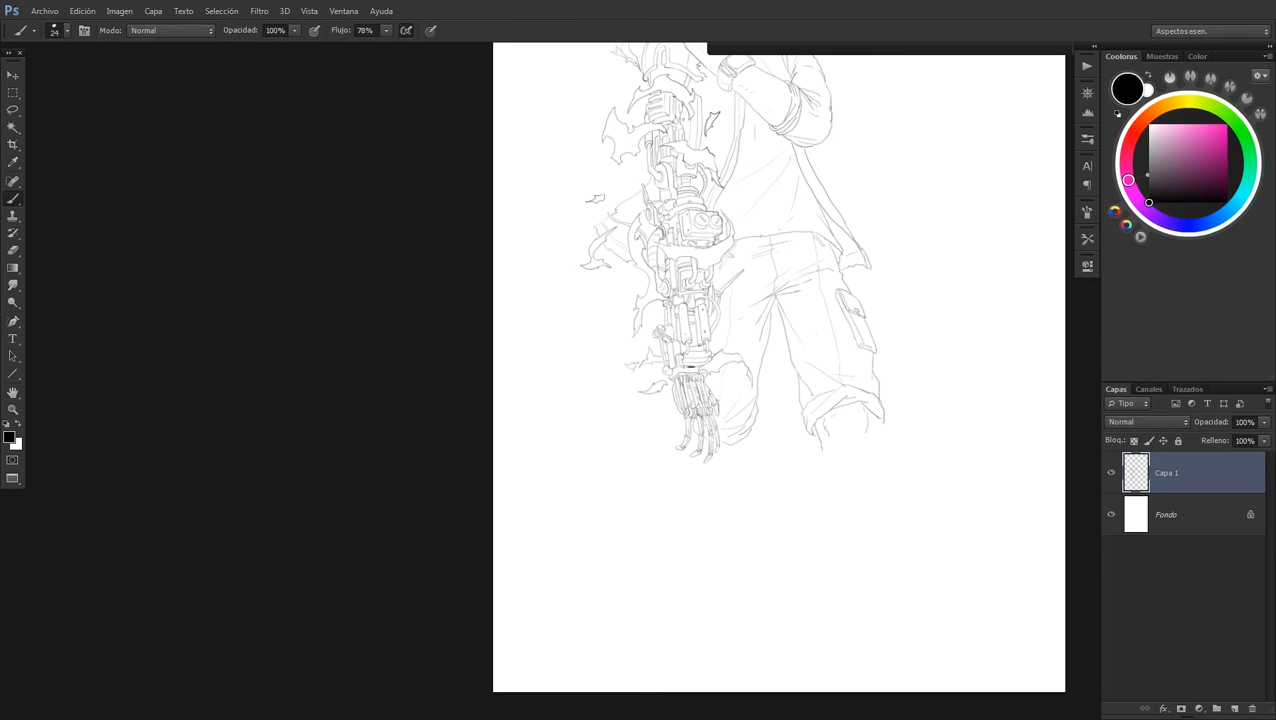 Ps Archivo Edición Imagen Capa Texto Selección Filtro 3D Vista Ventana Ayuda
24 Modo: Normal Opacidad: 100% Flujo: 78% Aspectos esen.
Coolorus Muestras Color
Capas Canales Trazados
Tipo
Normal Opacidad: 100%
Bloq.: Relleno: 100%
Capa 1
Fondo